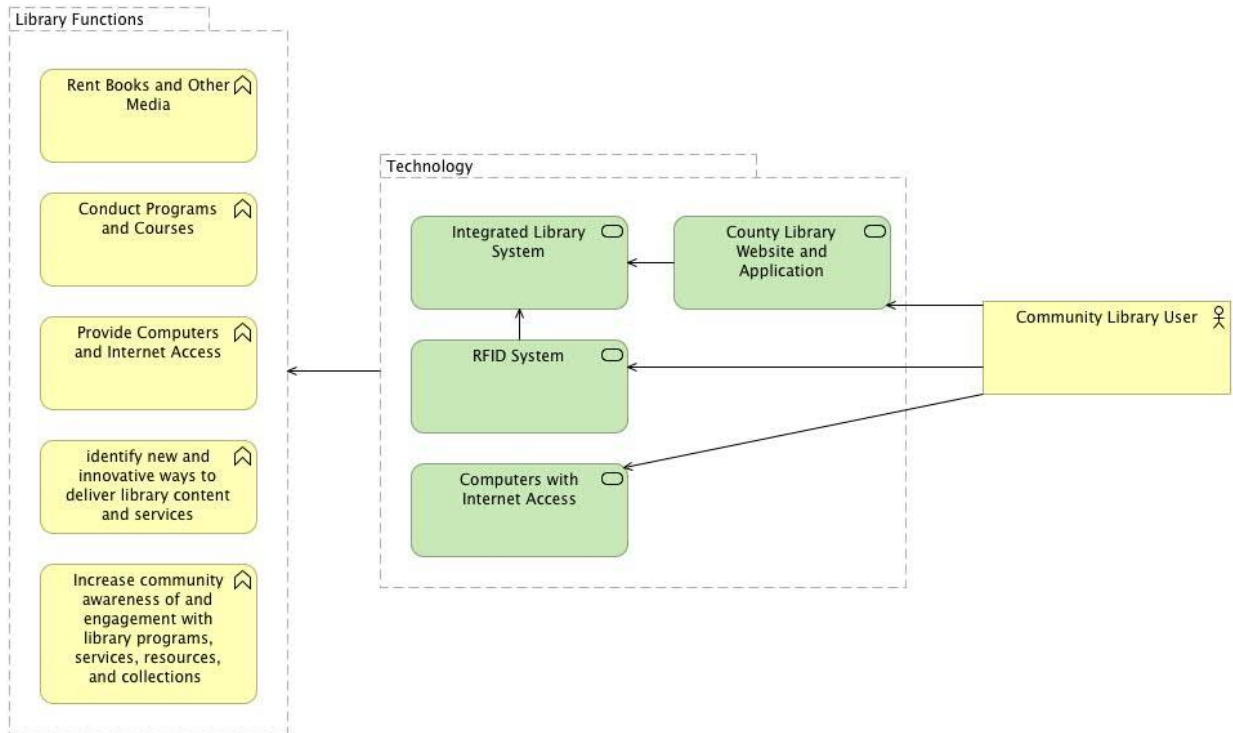 Library Functions
Rent Books and Other
Media
Conduct Programs
and Courses
Provide Computers
and Internet Access
identify new and
innovative ways to
deliver library content
and services
Increase community
awareness of and
engagement with
library programs,
services, resources,
and collections
Technology
Integrated Library
System
County Library
Website and
Application
RFID System
Computers with
Internet Access
Community Library User